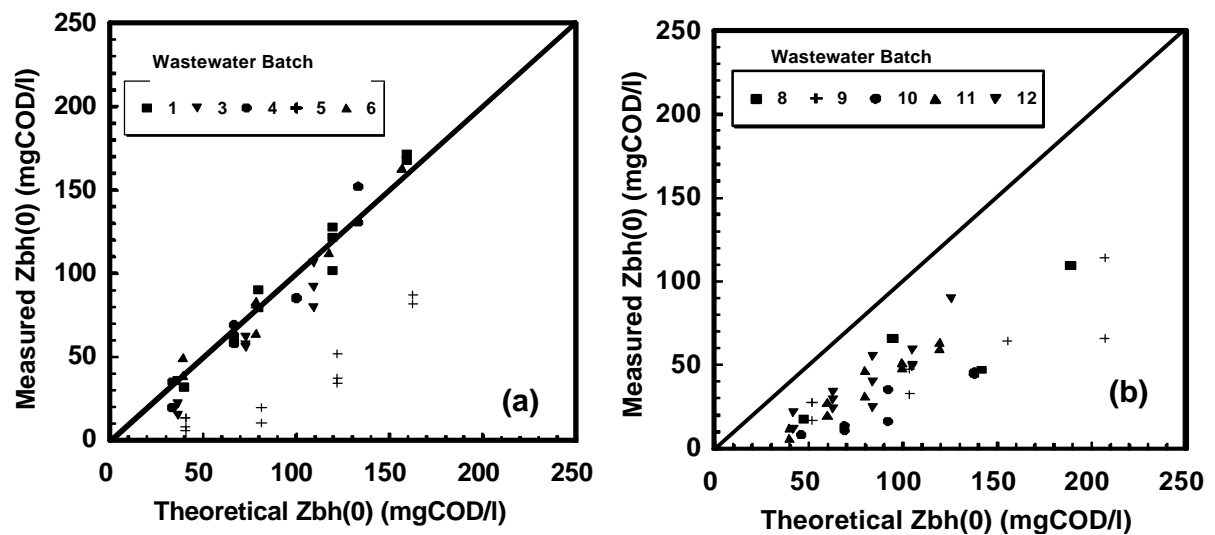 Measured Zbh(0) (mgCOD/l)
250
200
150
100
50
0
Wastewater Batch
1 3 4 5 6
(a)
0 50 100 150 200 250
Theoretical Zbh(0) (mgCOD/l)
Measured Zbh(0) (mgCOD/l)
250
200
150
100
50
0
Wastewater Batch
8 9 10 11 12
(b)
0 50 100 150 200 250
Theoretical Zbh(0) (mgCOD/l)